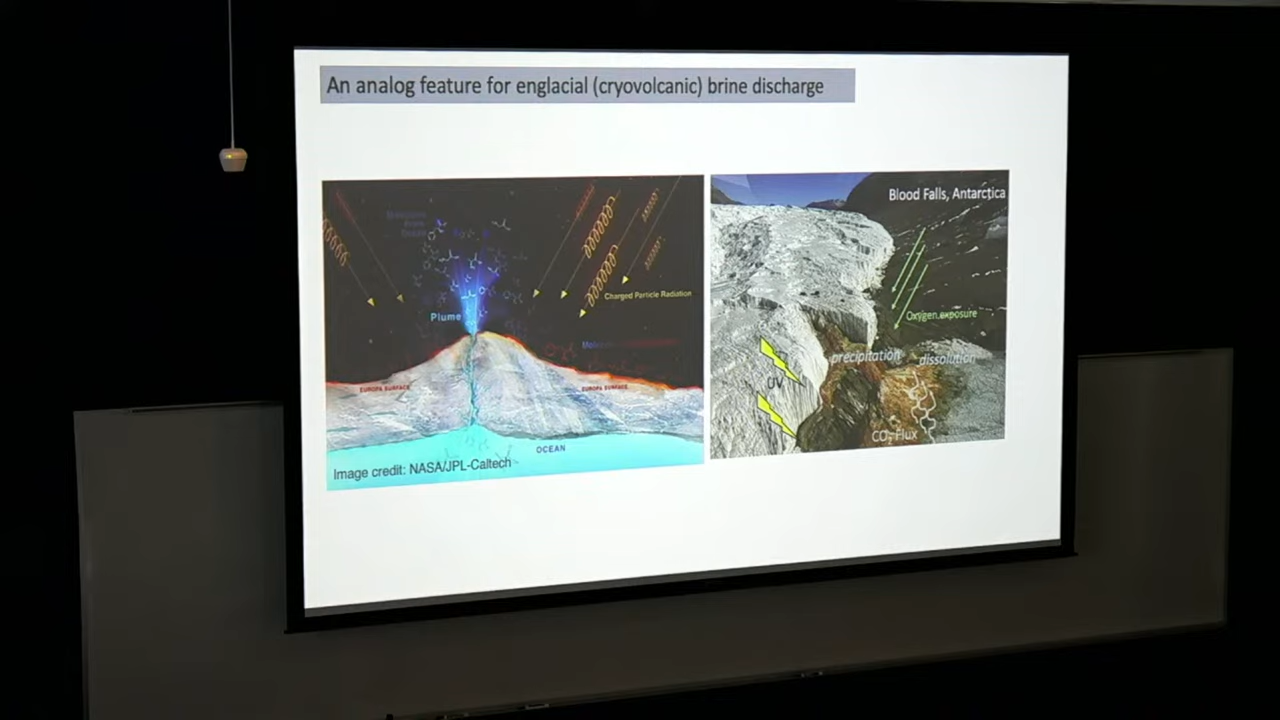 An analog feature for englacial (cryovolcanic) brine discharge
Plume
Charged Particle Radiation
EUROPA SURFACE
EUROPA SURFACE
OCEAN
Image credit: NASA/JPL-Caltech
Blood Falls, Antarctica
Oxygen exposure
precipitation
dissolution
UV
CO₂ Flux